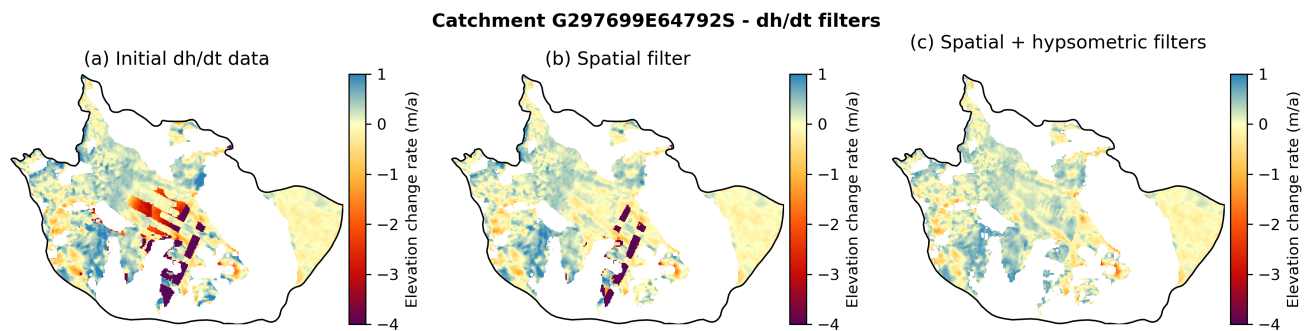 Catchment G297699E64792S - dh/dt filters
(a) Initial dh/dt data
1
0
−1
−2
−3
−4
Elevation change rate (m/a)
(b) Spatial filter
1
0
−1
−2
−3
−4
Elevation change rate (m/a)
(c) Spatial + hypsometric filters
1
0
−1
−2
−3
−4
Elevation change rate (m/a)